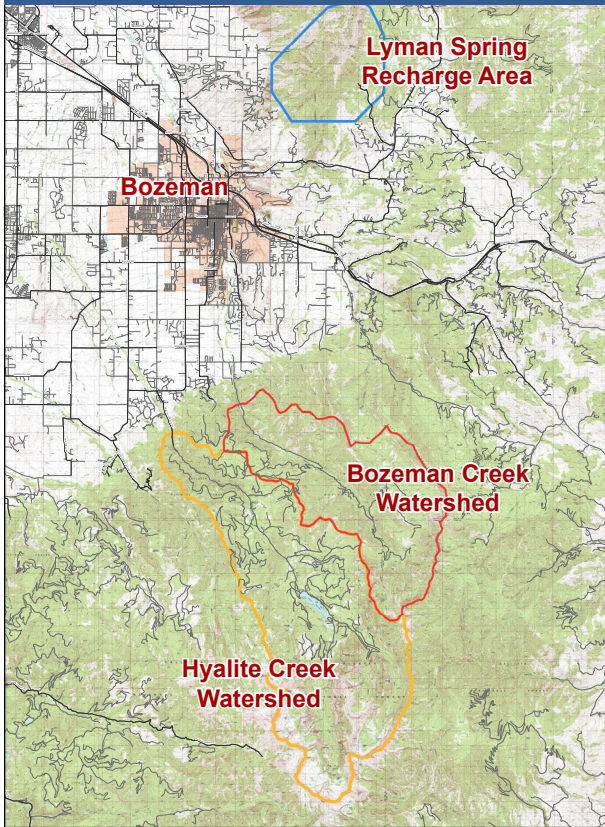 Lyman Spring
Recharge Area
Bozeman
Bozeman Creek
Watershed
Hyalite Creek
Watershed